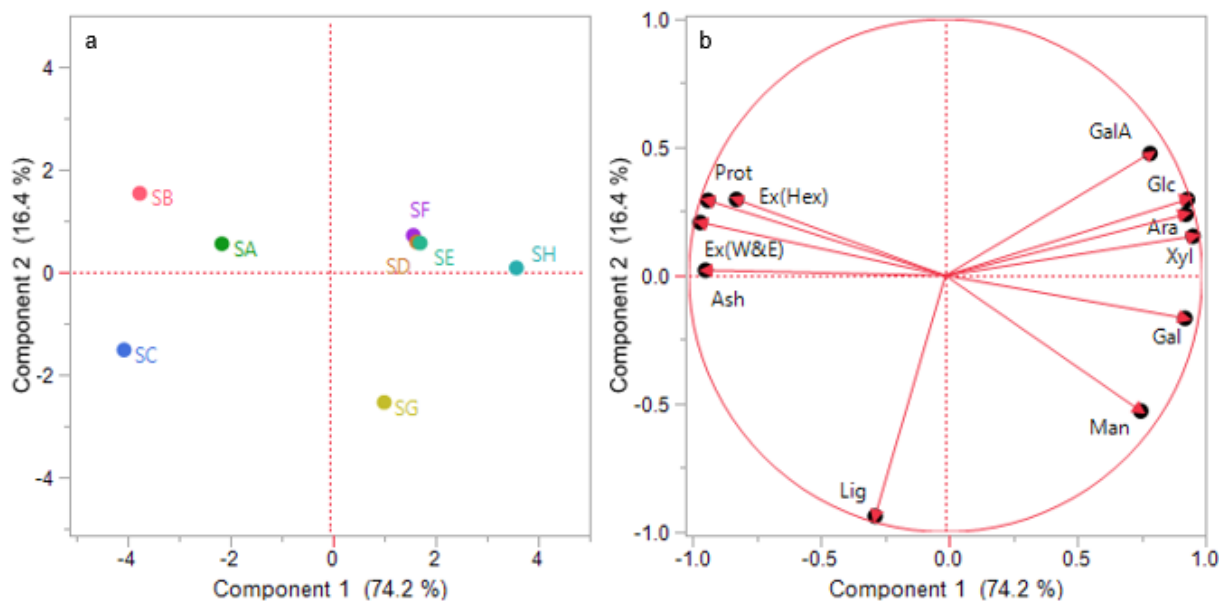 a
Component 2 (16.4 %)
4
2
0
-2
-4
SB
SA
SF
SD
SE
SH
SC
SG
-4
-2
0
2
4
Component 1 (74.2 %)
b
Component 2 (16.4 %)
1.0
0.5
0.0
-0.5
-1.0
GalA
Prot
Ex(Hex)
Glc
Ara
Ex(W&E)
Xyl
Ash
Gal
Man
Lig
-1.0
-0.5
0.0
0.5
1.0
Component 1 (74.2 %)